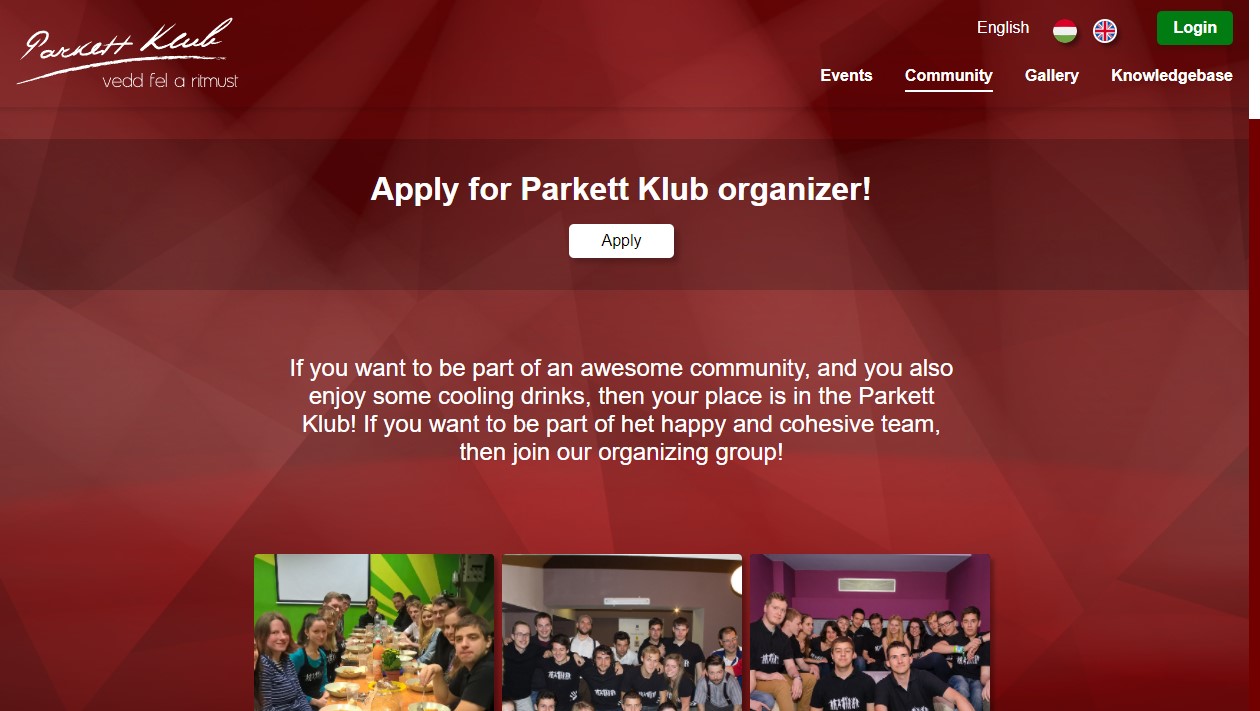 Parkett Klub
vedd fel a ritmust
English
Login
Events Community Gallery Knowledgebase
Apply for Parkett Klub organizer!
Apply
If you want to be part of an awesome community, and you also
enjoy some cooling drinks, then your place is in the Parkett
Klub! If you want to be part of het happy and cohesive team,
then join our organizing group!